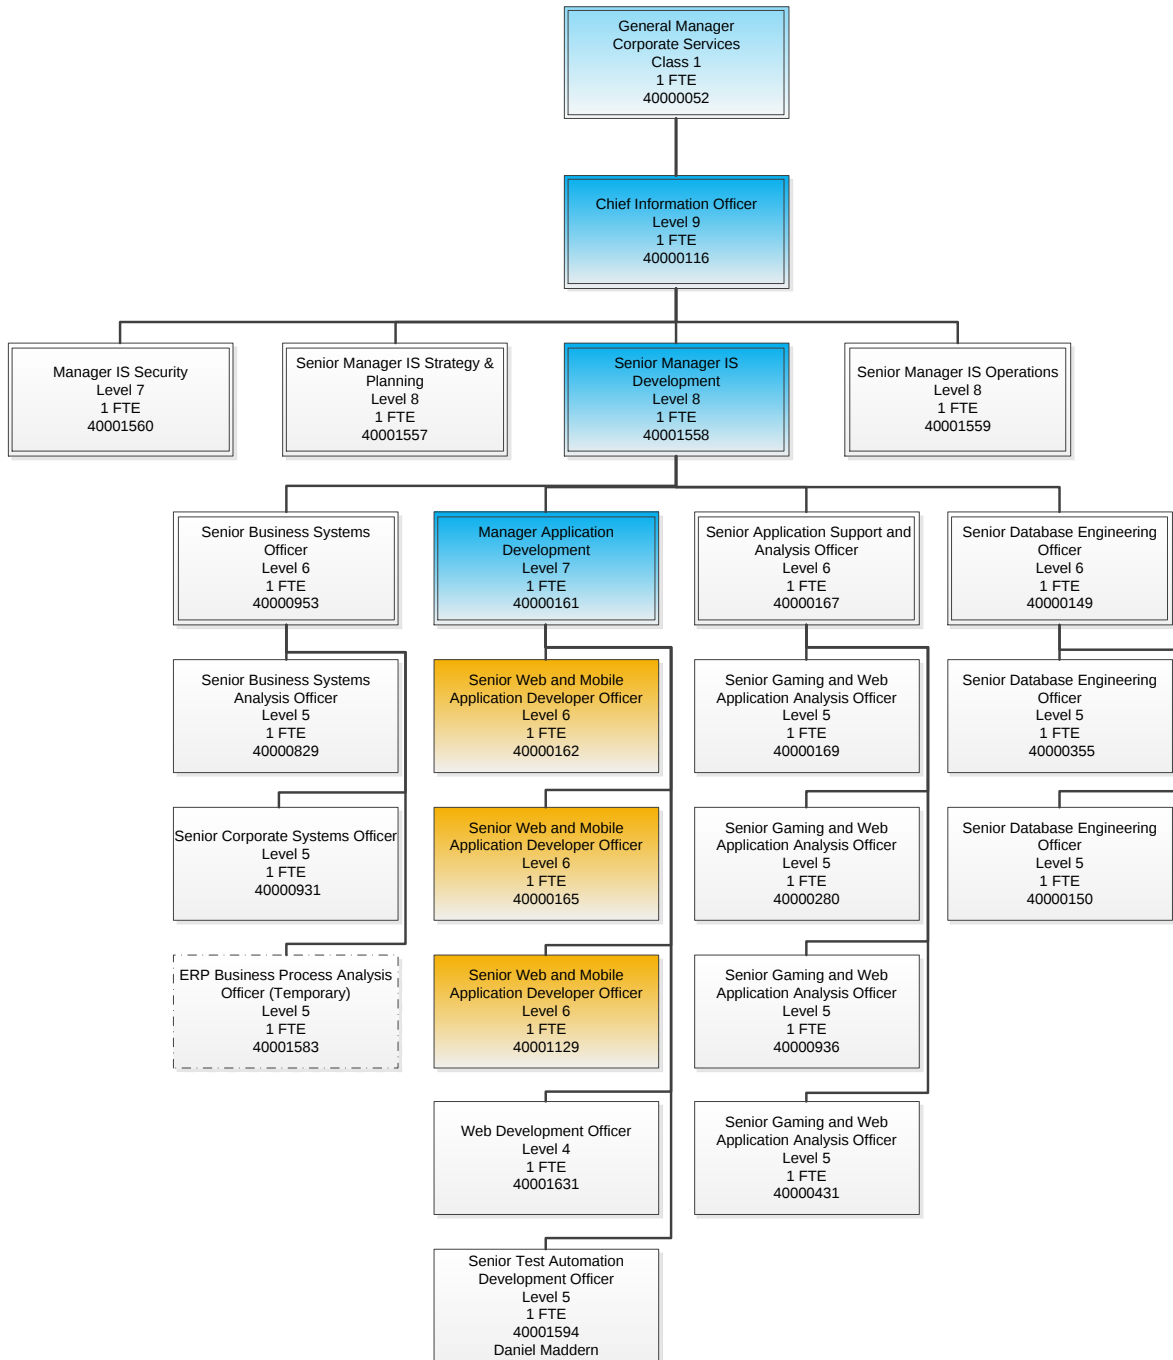 General Manager
Corporate Services
Class 1
1 FTE
40000052
Chief Information Officer
Level 9
1 FTE
40000116
Manager IS Security
Level 7
1 FTE
40001560
Senior Manager IS Strategy &
Planning
Level 8
1 FTE
40001557
Senior Manager IS
Development
Level 8
1 FTE
40001558
Senior Manager IS Operations
Level 8
1 FTE
40001559
Senior Business Systems
Officer
Level 6
1 FTE
40000953
Manager Application
Development
Level 7
1 FTE
40000161
Senior Application Support and
Analysis Officer
Level 6
1 FTE
40000167
Senior Database Engineering
Officer
Level 6
1 FTE
40000149
Senior Business Systems
Analysis Officer
Level 5
1 FTE
40000829
Senior Web and Mobile
Application Developer Officer
Level 6
1 FTE
40000162
Senior Gaming and Web
Application Analysis Officer
Level 5
1 FTE
40000169
Senior Database Engineering
Officer
Level 5
1 FTE
40000355
Senior Corporate Systems Officer
Level 5
1 FTE
40000931
Senior Web and Mobile
Application Developer Officer
Level 6
1 FTE
40000165
Senior Gaming and Web
Application Analysis Officer
Level 5
1 FTE
40000280
Senior Database Engineering
Officer
Level 5
1 FTE
40000150
ERP Business Process Analysis
Officer (Temporary)
Level 5
1 FTE
40001583
Senior Web and Mobile
Application Developer Officer
Level 6
1 FTE
40001129
Senior Gaming and Web
Application Analysis Officer
Level 5
1 FTE
40000936
Web Development Officer
Level 4
1 FTE
40001631
Senior Gaming and Web
Application Analysis Officer
Level 5
1 FTE
40000431
Senior Test Automation
Development Officer
Level 5
1 FTE
40001594
Daniel Maddern